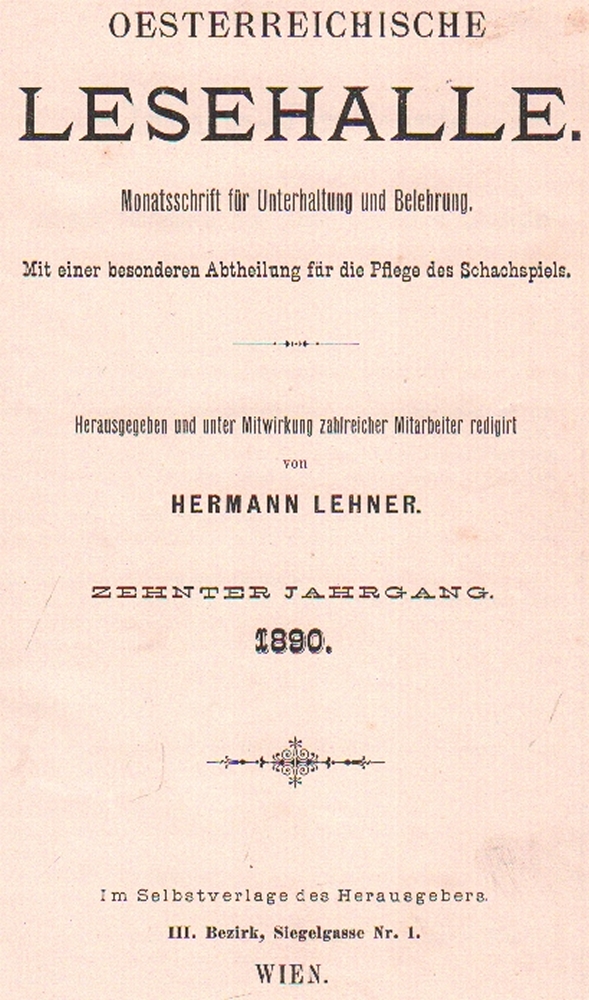 OESTERREICHISCHE
LESEHALLE.
Monatsschrift für Unterhaltung und Belehrung.
Mit einer besonderen Abtheilung für die Pflege des Schachspiels.
Herausgegeben und unter Mitwirkung zahlreicher Mitarbeiter redigirt
von
HERMANN LEHNER.
ZEHNTER JAHRGANG.
1890.
Im Selbstverlage des Herausgebers.
III. Bezirk, Siegelgasse Nr. 1.
WIEN.